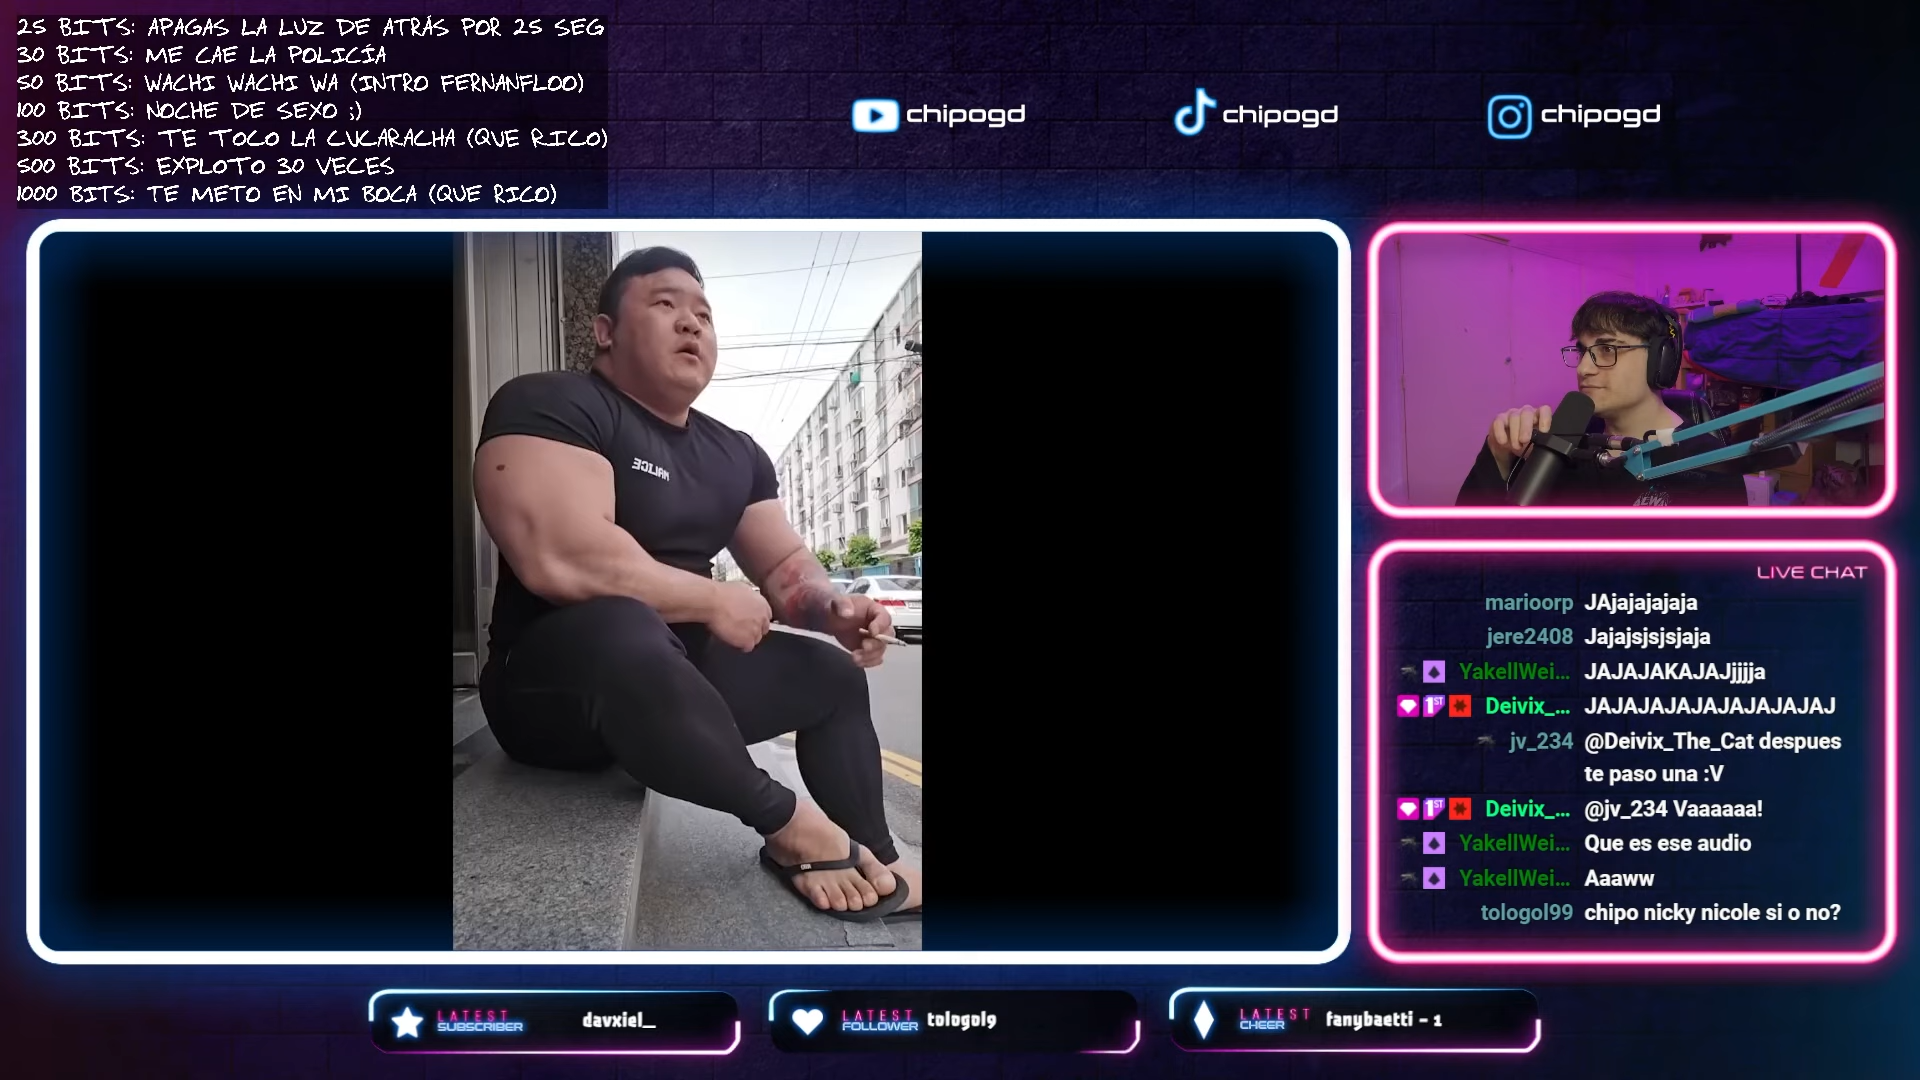 25 BITS: APAGAS LA LUZ DE ATRÁS POR 25 SEG
30 BITS: ME CAE LA POLICÍA
50 BITS: WACHI WACHI WA (INTRO FERNANFLOO)
100 BITS: NOCHE DE SEXO ;)
300 BITS: TE TOCO LA CUCARACHA (QUE RICO)
500 BITS: EXPLOTO 30 VECES
1000 BITS: TE METO EN MI BOCA (QUE RICO)
chipogd
chipogd
chipogd
LIVE CHAT
marioorp JAjajajajaja
jere2408 Jajajsjsjsjaja
YakellWei... JAJAJAKAJAJjjjja
1ST Deivix_... JAJAJAJAJAJAJAJAJAJ
jv_234 @Deivix_The_Cat despues
te paso una :V
1ST Deivix_... @jv_234 Vaaaaaa!
YakellWei... Que es ese audio
YakellWei... Aaaww
tologol99 chipo nicky nicole si o no?
LATEST SUBSCRIBER davxiel_
LATEST FOLLOWER tologol9
LATEST CHEER fanybaetti - 1